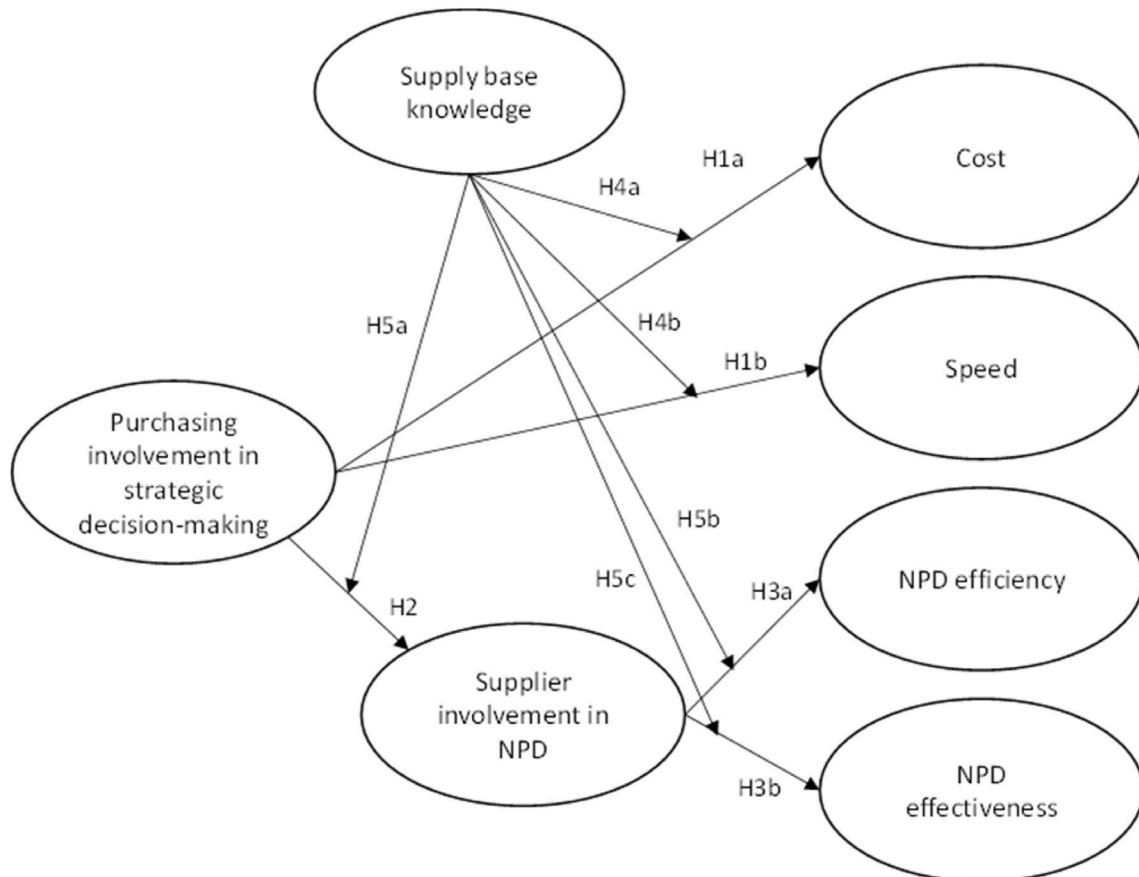 Supply base
knowledge
H1a
Cost
H4a
H5a
H4b
H1b
Speed
Purchasing
involvement in
strategic
decision-making
H5b
H5c
H3a
NPD efficiency
H2
Supplier
involvement in
NPD
H3b
NPD
effectiveness